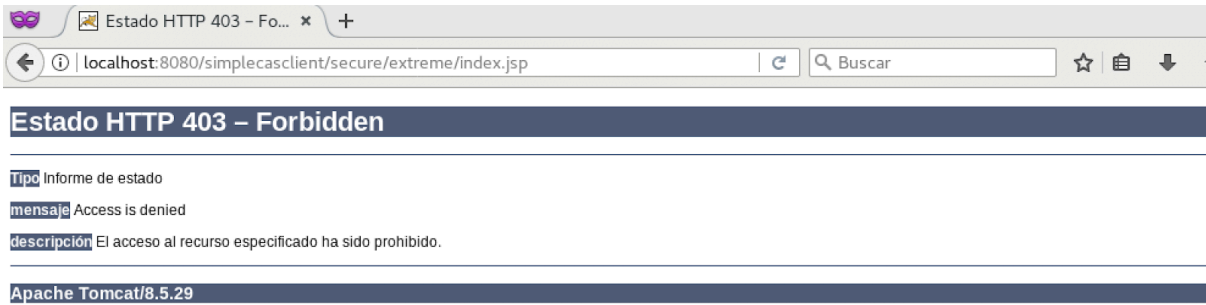 Estado HTTP 403 – Fo...
localhost:8080/simplecasclient/secure/extreme/index.jsp
Buscar
Estado HTTP 403 – Forbidden
Tipo Informe de estado
mensaje Access is denied
descripción El acceso al recurso especificado ha sido prohibido.
Apache Tomcat/8.5.29